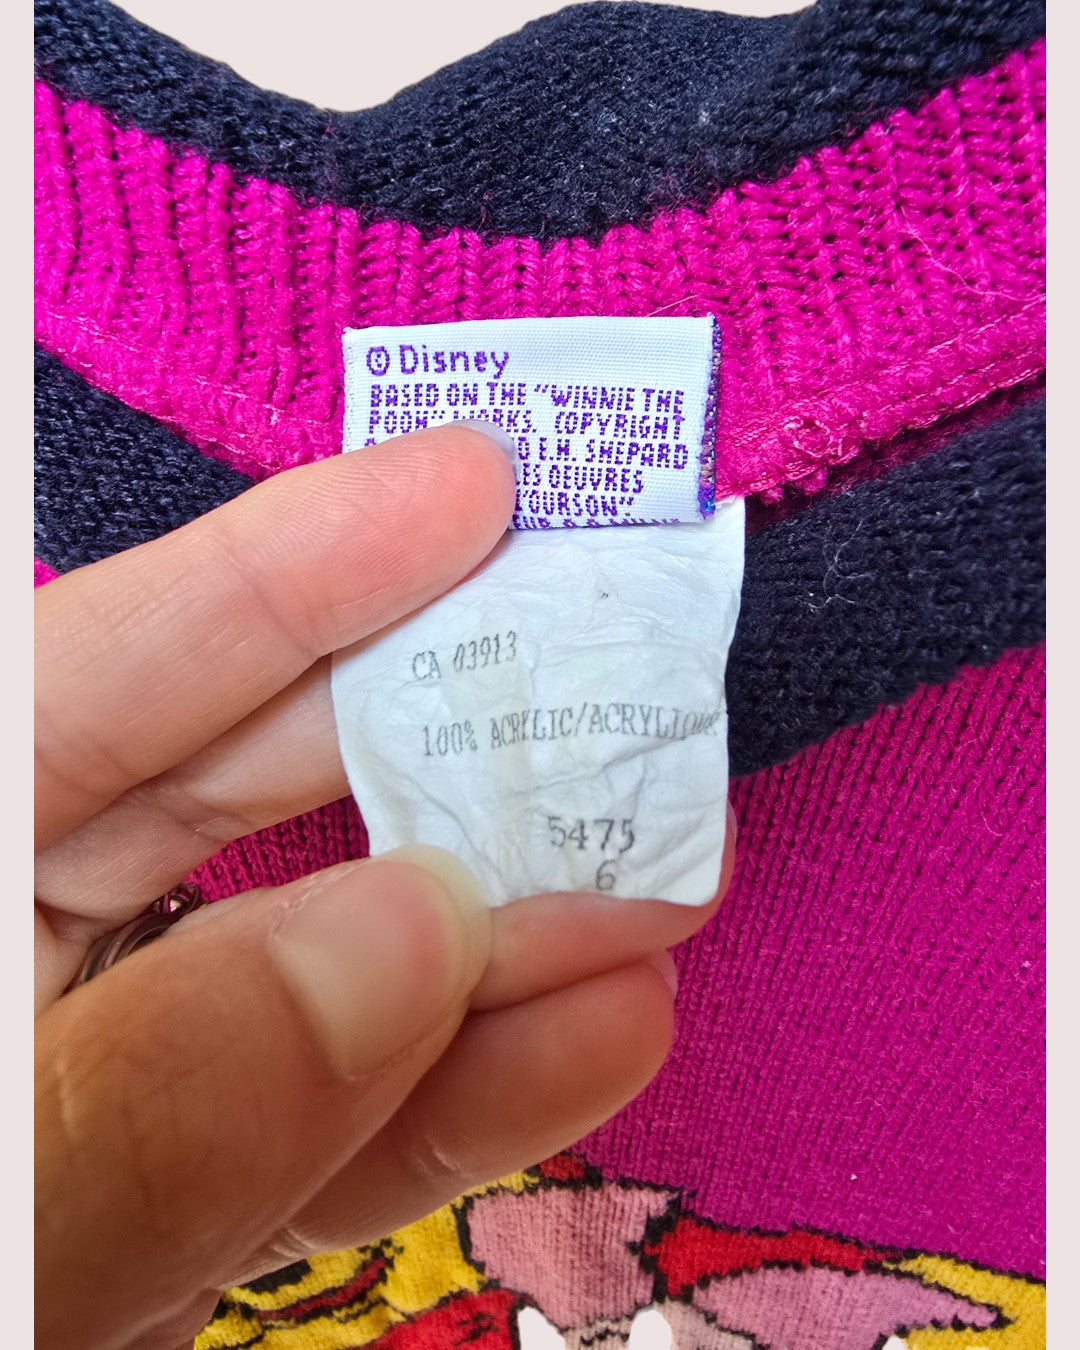 © Disney
BASED ON THE "WINNIE THE
POOH" WORKS. COPYRIGHT
E.H. SHEPARD
LES OEUVRES
L'OURSON".
CA 03913
100% ACRYLIC/ACRYLIQUE
5475
6